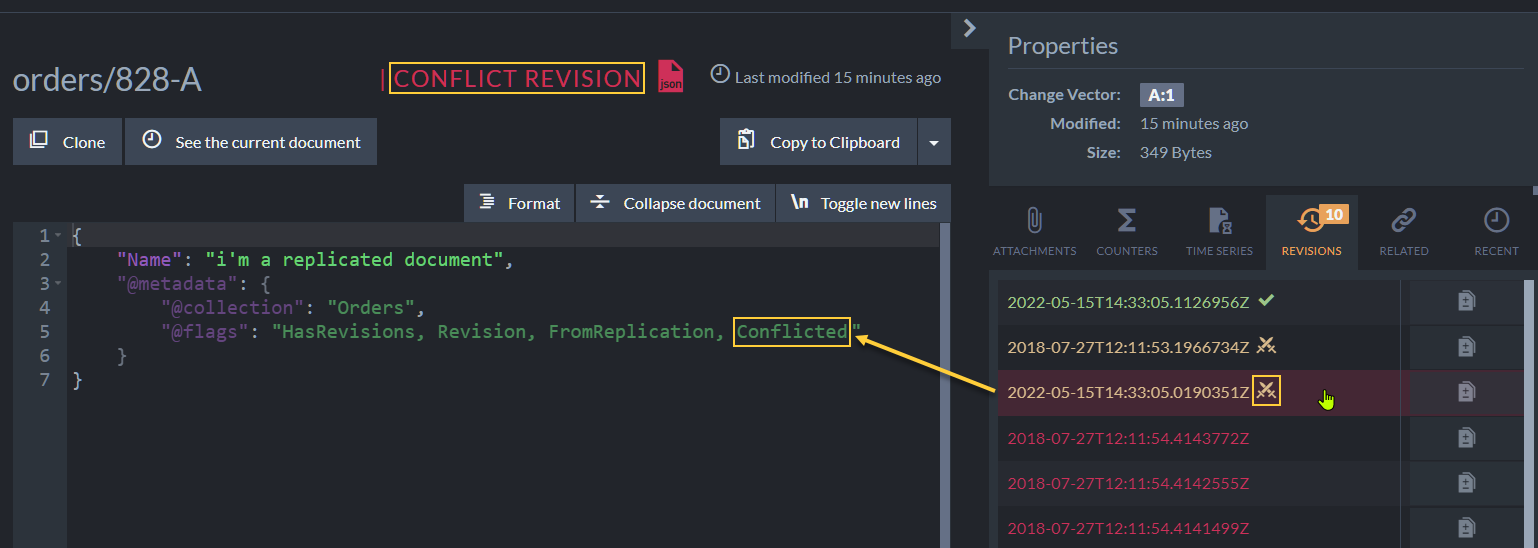 orders/828-A
| CONFLICT REVISION
json
Last modified 15 minutes ago
Clone
See the current document
Copy to Clipboard
Format
Collapse document
\n Toggle new lines
1 {
2 "Name": "i'm a replicated document",
3 "@metadata": {
4 "@collection": "Orders",
5 "@flags": "HasRevisions, Revision, FromReplication, Conflicted"
6 }
7 }
Properties
Change Vector: A:1
Modified: 15 minutes ago
Size: 349 Bytes
ATTACHMENTS
COUNTERS
TIME SERIES
10
REVISIONS
RELATED
RECENT
2022-05-15T14:33:05.1126956Z
2018-07-27T12:11:53.1966734Z
2022-05-15T14:33:05.0190351Z
2018-07-27T12:11:54.4143772Z
2018-07-27T12:11:54.4142555Z
2018-07-27T12:11:54.4141499Z